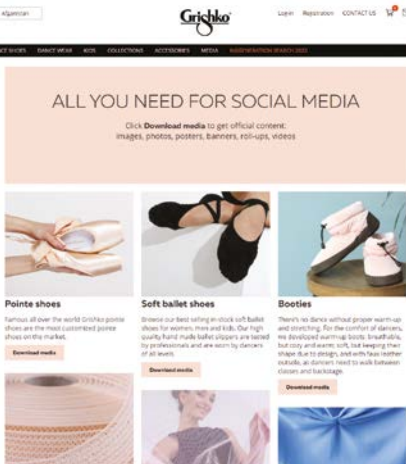 Afganistan
Grishko
Log-in Registration CONTACT US
CE SHOES DANCE WEAR KIDS COLLECTIONS ACCESSORIES MEDIA
ALL YOU NEED FOR SOCIAL MEDIA
Click Download media to get official content:
images, photos, posters, banners, roll-ups, videos
Pointe shoes
Famous all over the world Grishko pointe
shoes are the most customized pointe
shoes on the market.
Download media
Soft ballet shoes
Browse our best selling in-stock soft ballet
shoes for women, men and kids. Our high
quality hand made ballet slippers are tested
by professionals and are worn by dancers
of all levels
Download media
Booties
There's no dance without proper warm-up
and stretching. For the comfort of dancers,
we developed warm-up boots: breathable,
but cozy and warm; soft, but keeping their
shape due to design, and with faux leather
outsole, as dancers need to walk between
classes and backstage.
Download media